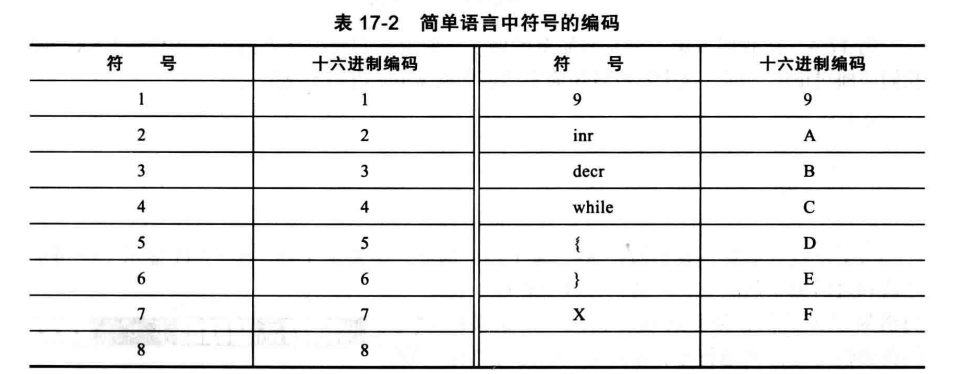 表 17-2 简单语言中符号的编码
符 号 十六进制编码 符 号 十六进制编码
1 1 9 9
2 2 inr A
3 3 decr B
4 4 while C
5 5 { D
6 6 } E
7 7 X F
8 8